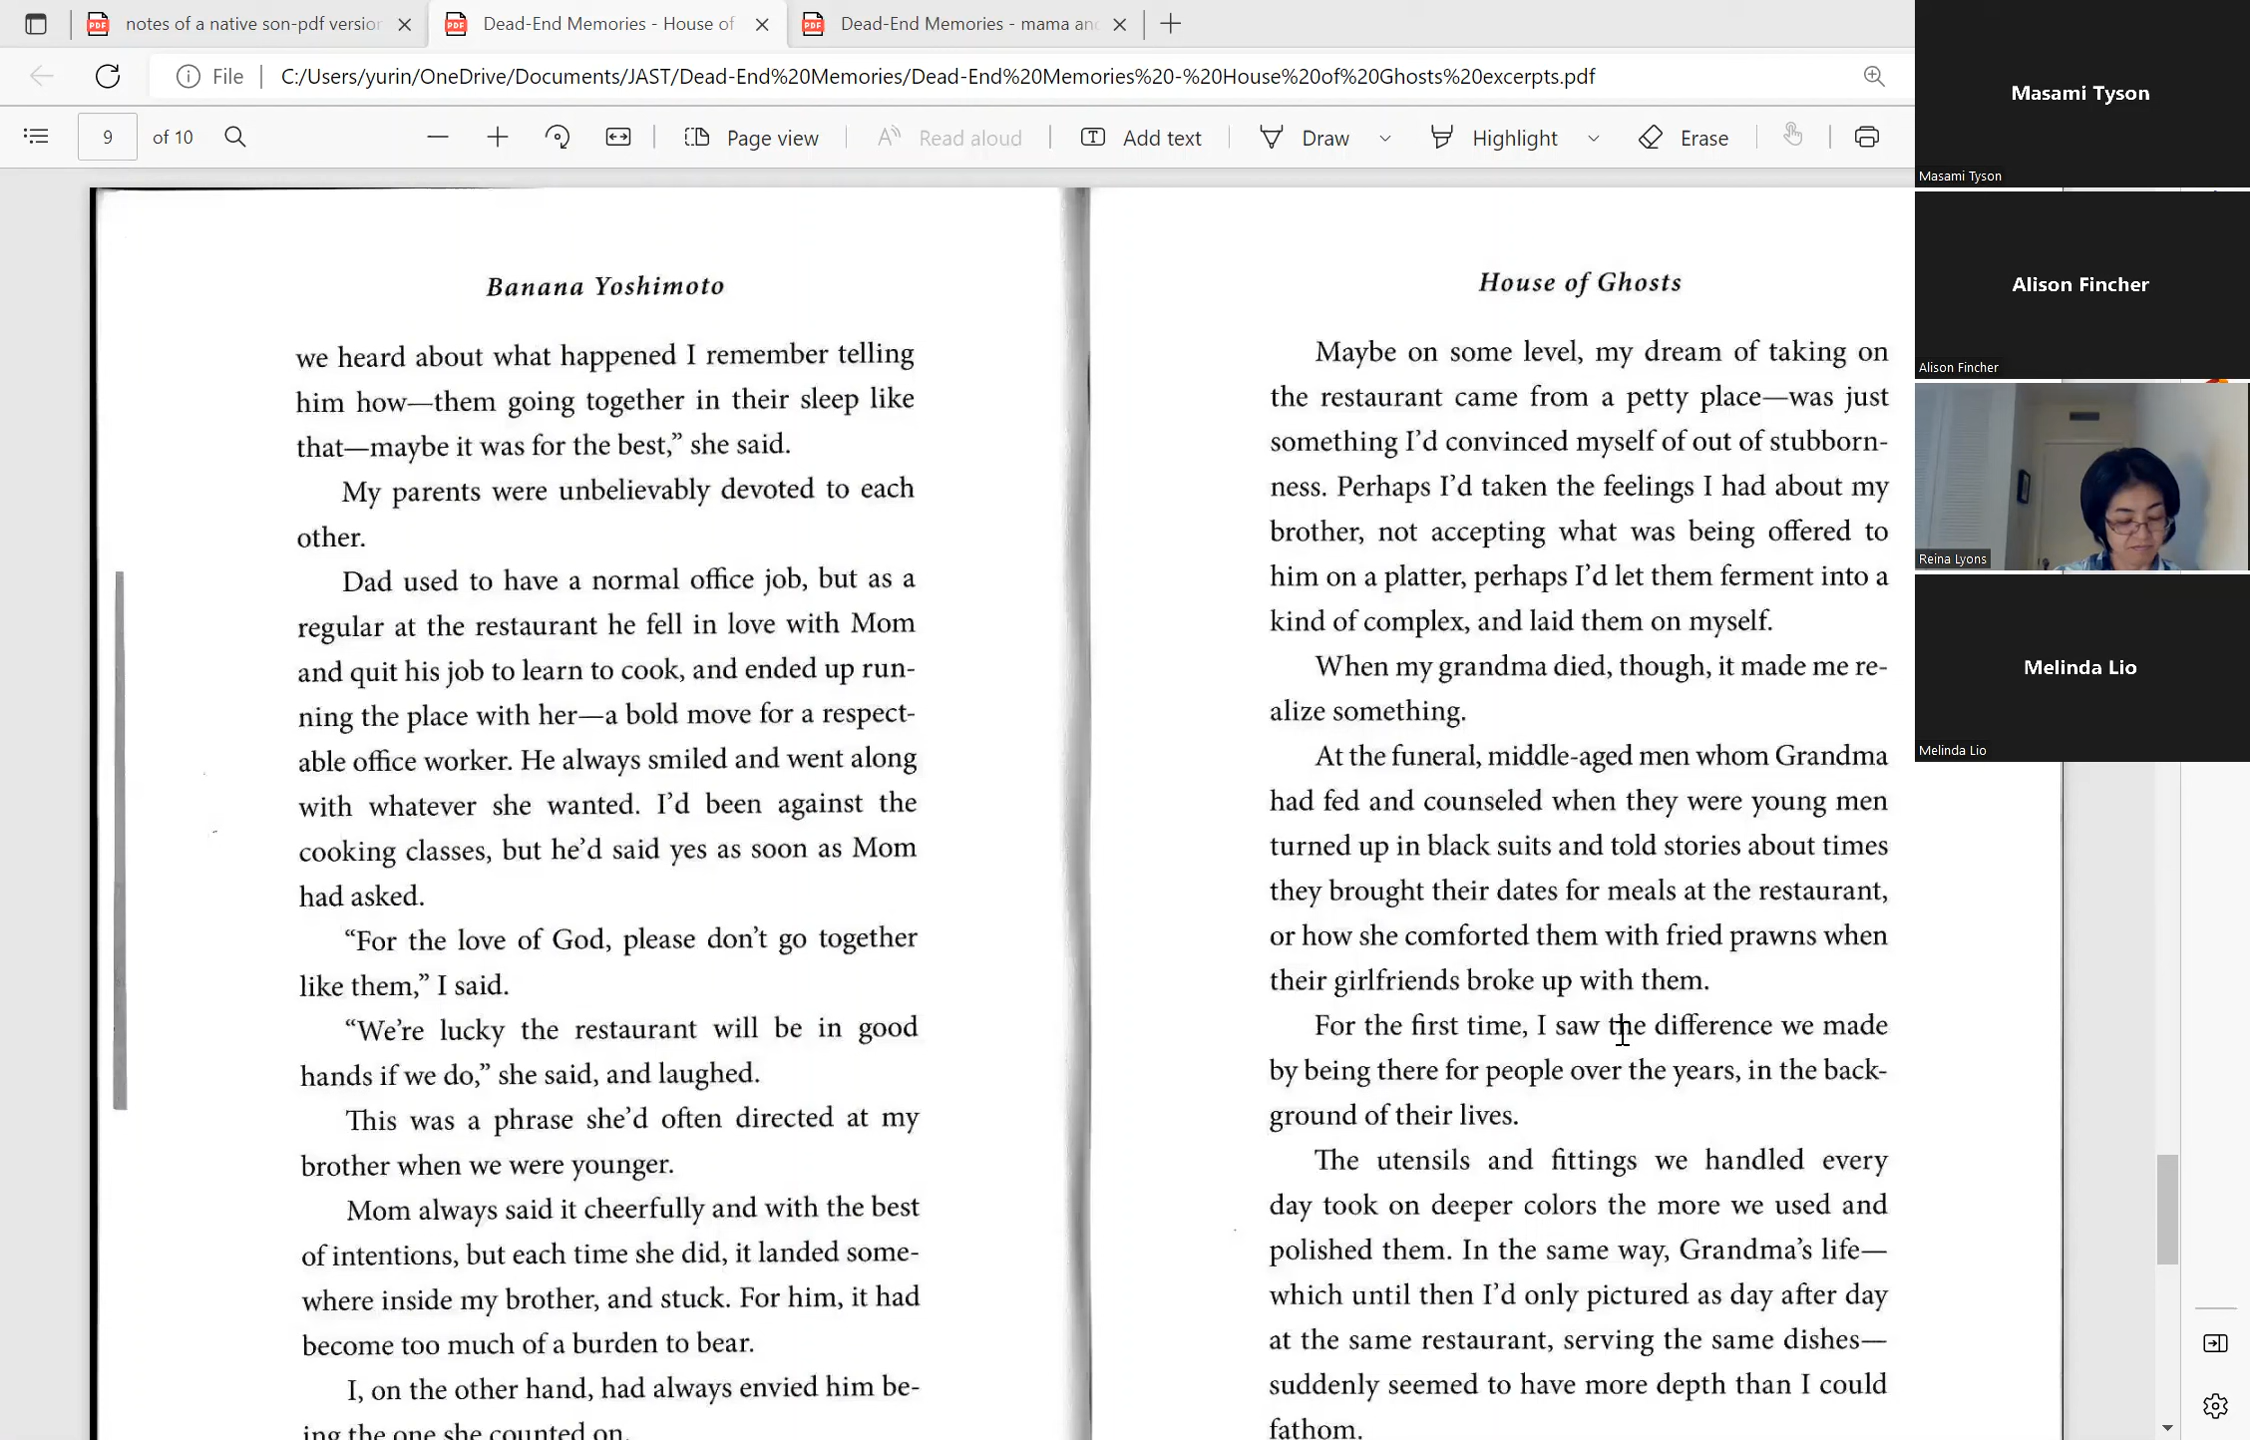 notes of a native son-pdf versio
Dead-End Memories - House of
Dead-End Memories - mama an
File
C:/Users/yurin/OneDrive/Documents/JAST/Dead-End%20Memories/Dead-End%20Memories%20-%20House%20of%20Ghosts%20excerpts.pdf
9 of 10
Page view
Read aloud
Add text
Draw
Highlight
Erase
Banana Yoshimoto
we heard about what happened I remember telling
him how—them going together in their sleep like
that—maybe it was for the best,” she said.
My parents were unbelievably devoted to each
other.
Dad used to have a normal office job, but as a
regular at the restaurant he fell in love with Mom
and quit his job to learn to cook, and ended up run-
ning the place with her—a bold move for a respect-
able office worker. He always smiled and went along
with whatever she wanted. I’d been against the
cooking classes, but he’d said yes as soon as Mom
had asked.
“For the love of God, please don’t go together
like them,” I said.
“We’re lucky the restaurant will be in good
hands if we do,” she said, and laughed.
This was a phrase she’d often directed at my
brother when we were younger.
Mom always said it cheerfully and with the best
of intentions, but each time she did, it landed some-
where inside my brother, and stuck. For him, it had
become too much of a burden to bear.
I, on the other hand, had always envied him be-
ing the one she counted on.
House of Ghosts
Maybe on some level, my dream of taking on
the restaurant came from a petty place—was just
something I’d convinced myself of out of stubborn-
ness. Perhaps I’d taken the feelings I had about my
brother, not accepting what was being offered to
him on a platter, perhaps I’d let them ferment into a
kind of complex, and laid them on myself.
When my grandma died, though, it made me re-
alize something.
At the funeral, middle-aged men whom Grandma
had fed and counseled when they were young men
turned up in black suits and told stories about times
they brought their dates for meals at the restaurant,
or how she comforted them with fried prawns when
their girlfriends broke up with them.
For the first time, I saw the difference we made
by being there for people over the years, in the back-
ground of their lives.
The utensils and fittings we handled every
day took on deeper colors the more we used and
polished them. In the same way, Grandma’s life—
which until then I’d only pictured as day after day
at the same restaurant, serving the same dishes—
suddenly seemed to have more depth than I could
fathom.
Masami Tyson
Masami Tyson
Alison Fincher
Alison Fincher
Reina Lyons
Melinda Lio
Melinda Lio